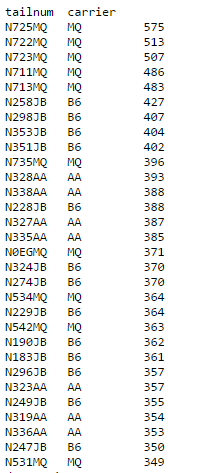 tailnum carrier
N725MQ MQ 575
N722MQ MQ 513
N723MQ MQ 507
N711MQ MQ 486
N713MQ MQ 483
N258JB B6 427
N298JB B6 407
N353JB B6 404
N351JB B6 402
N735MQ MQ 396
N328AA AA 393
N338AA AA 388
N228JB B6 388
N327AA AA 387
N335AA AA 385
N0EGMQ MQ 371
N324JB B6 370
N274JB B6 370
N534MQ MQ 364
N229JB B6 364
N542MQ MQ 363
N190JB B6 362
N183JB B6 361
N296JB B6 357
N323AA AA 357
N249JB B6 355
N319AA AA 354
N336AA AA 353
N247JB B6 350
N531MQ MQ 349